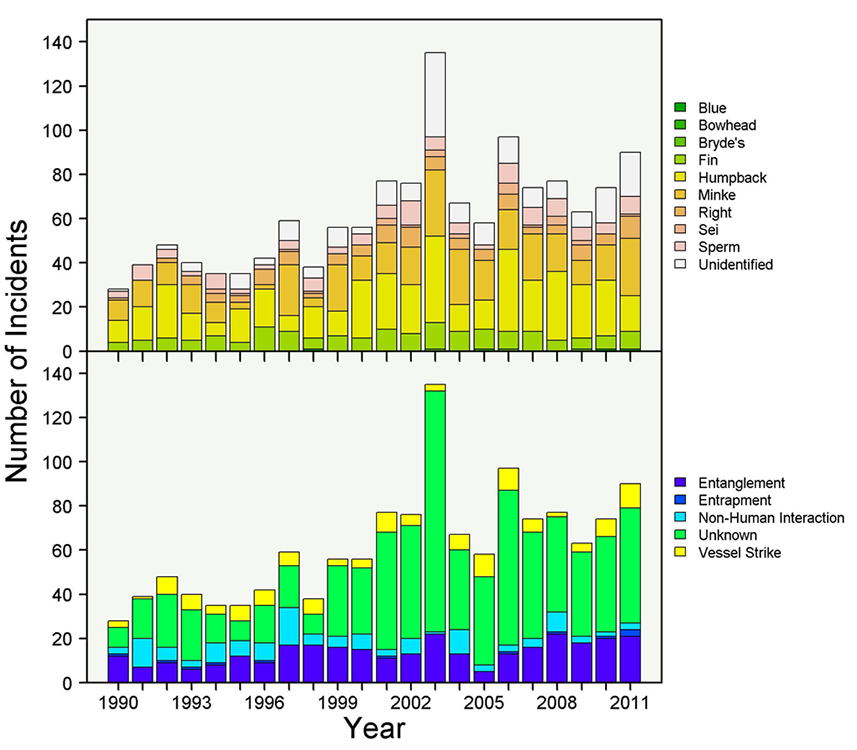 140
120
100
80
60
40
20
0
Blue
Bowhead
Bryde's
Fin
Humpback
Minke
Right
Sei
Sperm
Unidentified
Number of Incidents
140
120
100
80
60
40
20
0
Entanglement
Entrapment
Non-Human Interaction
Unknown
Vessel Strike
1990 1993 1996 1999 2002 2005 2008 2011
Year